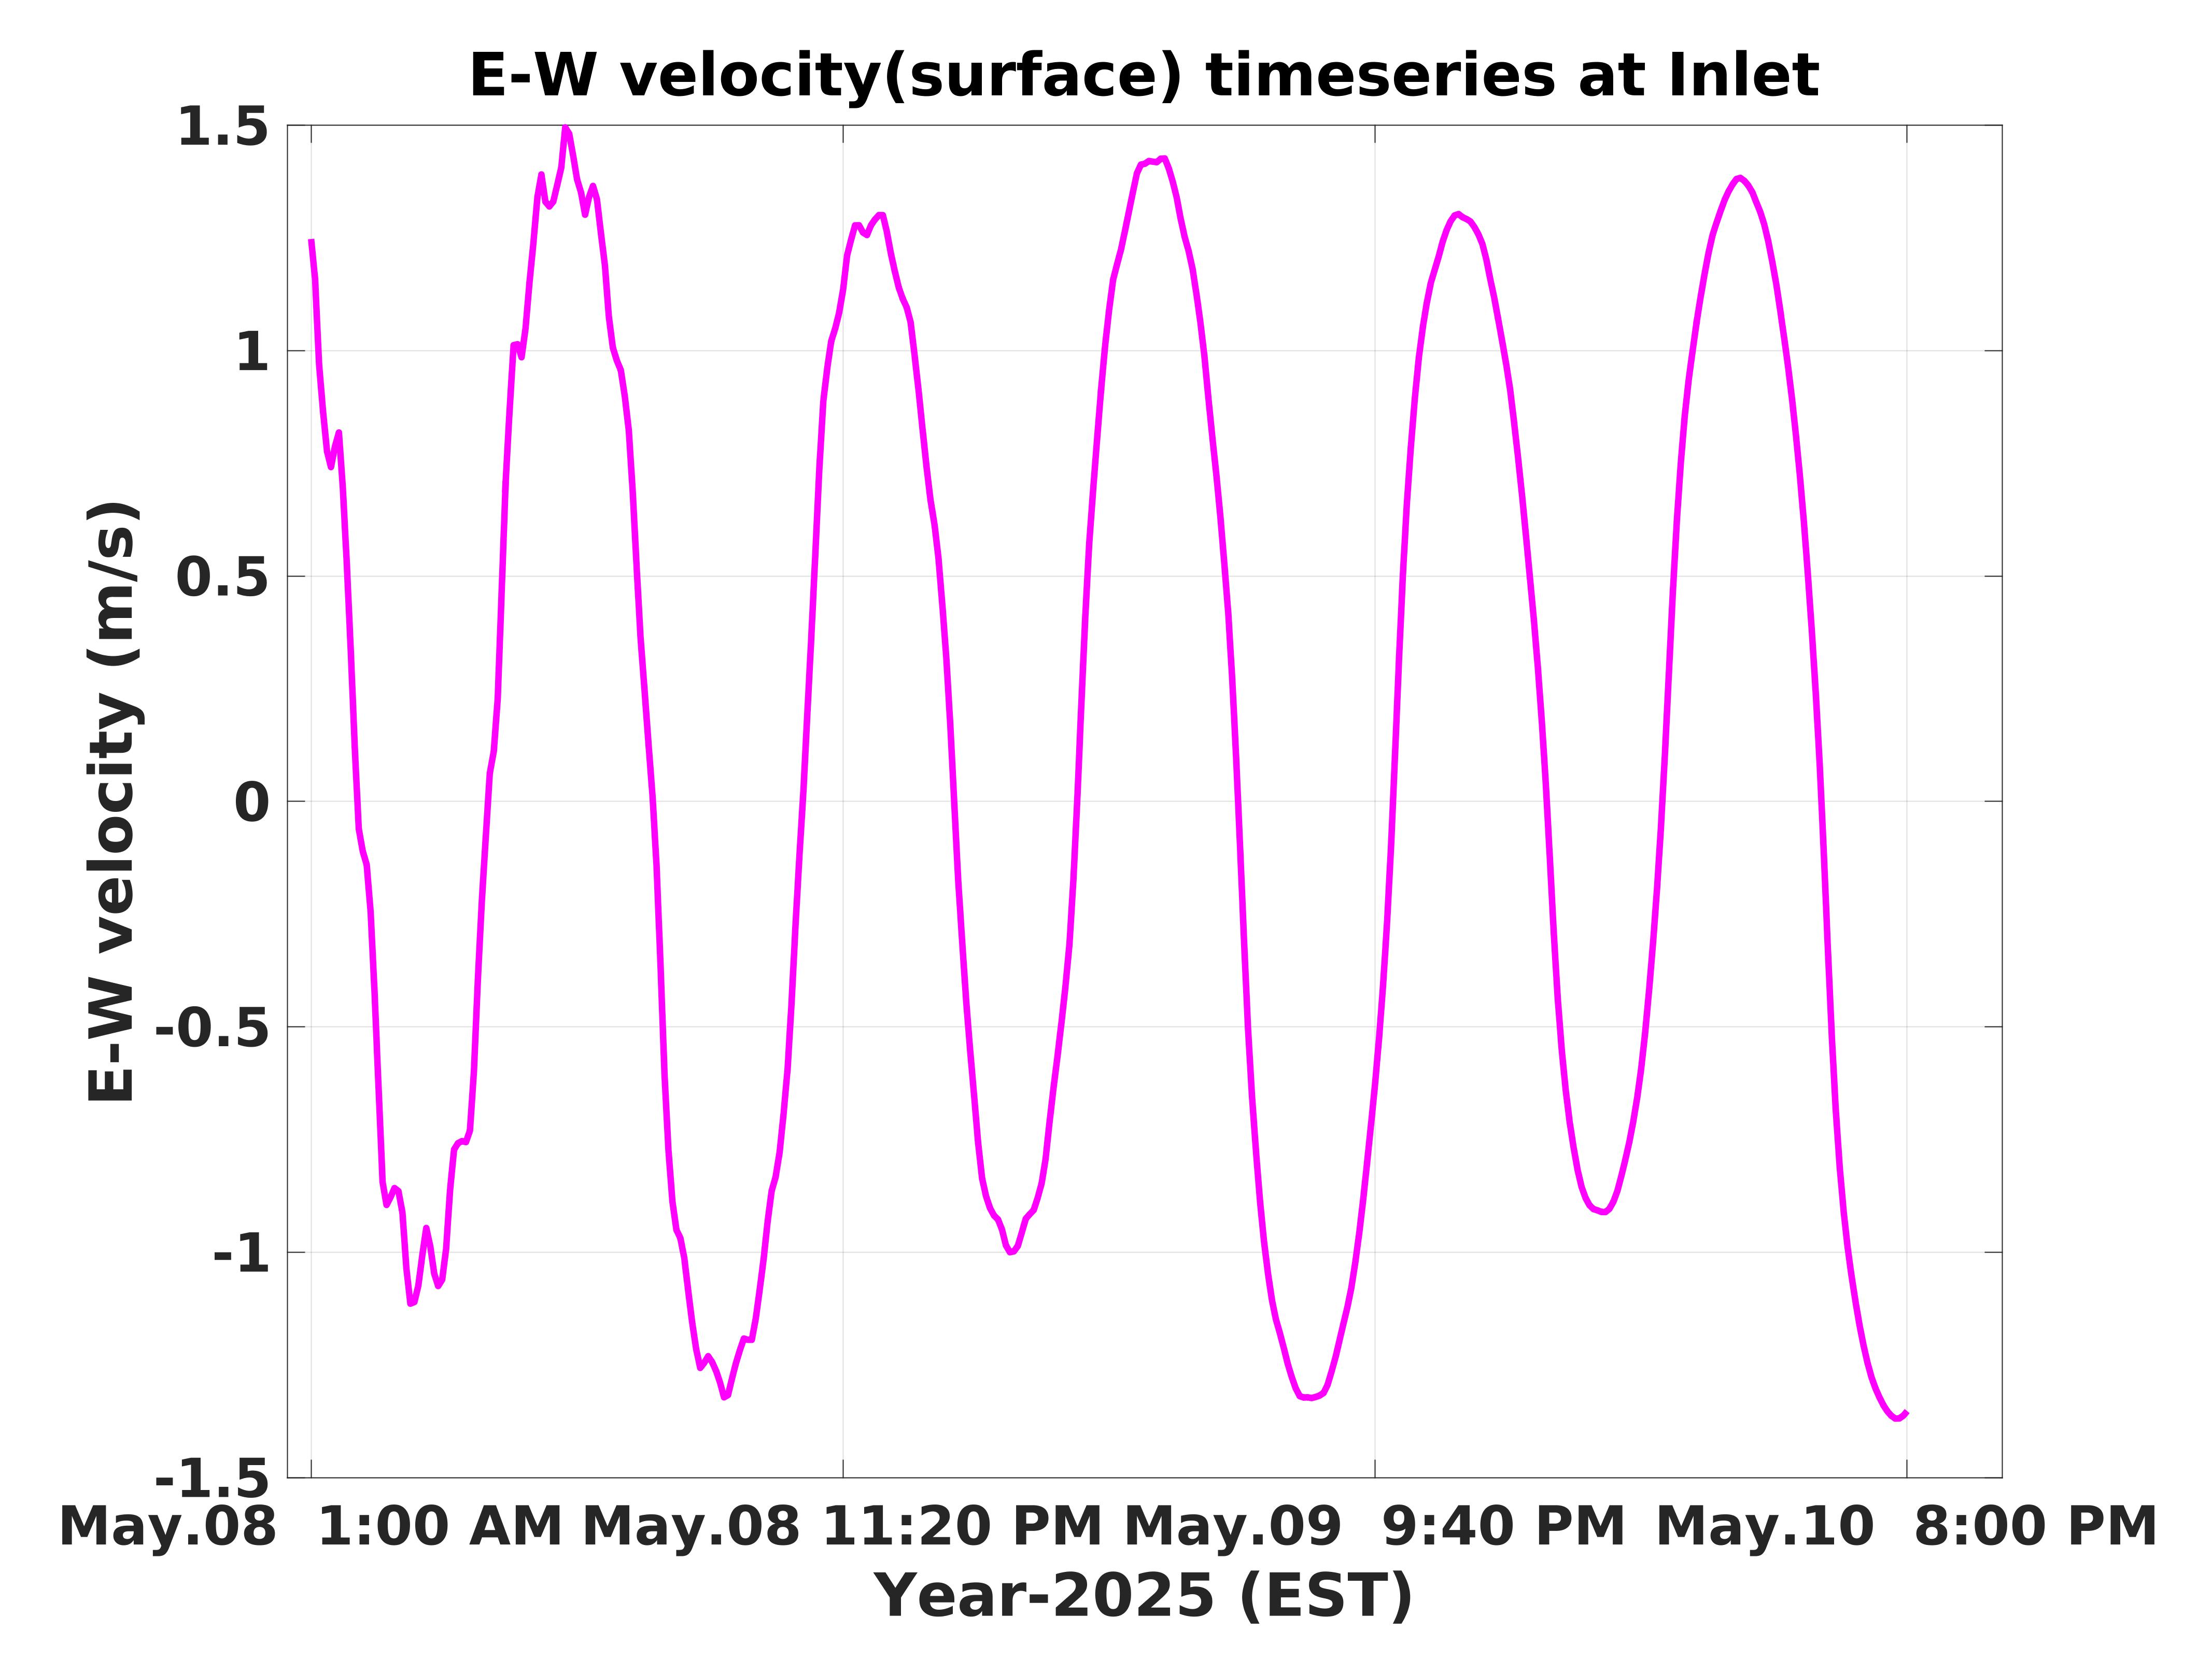 E-W velocity(surface) timeseries at Inlet
1.5
1
0.5
0
-0.5
-1
-1.5
E-W velocity (m/s)
May.08 1:00 AM May.08 11:20 PM May.09 9:40 PM May.10 8:00 PM
Year-2025 (EST)